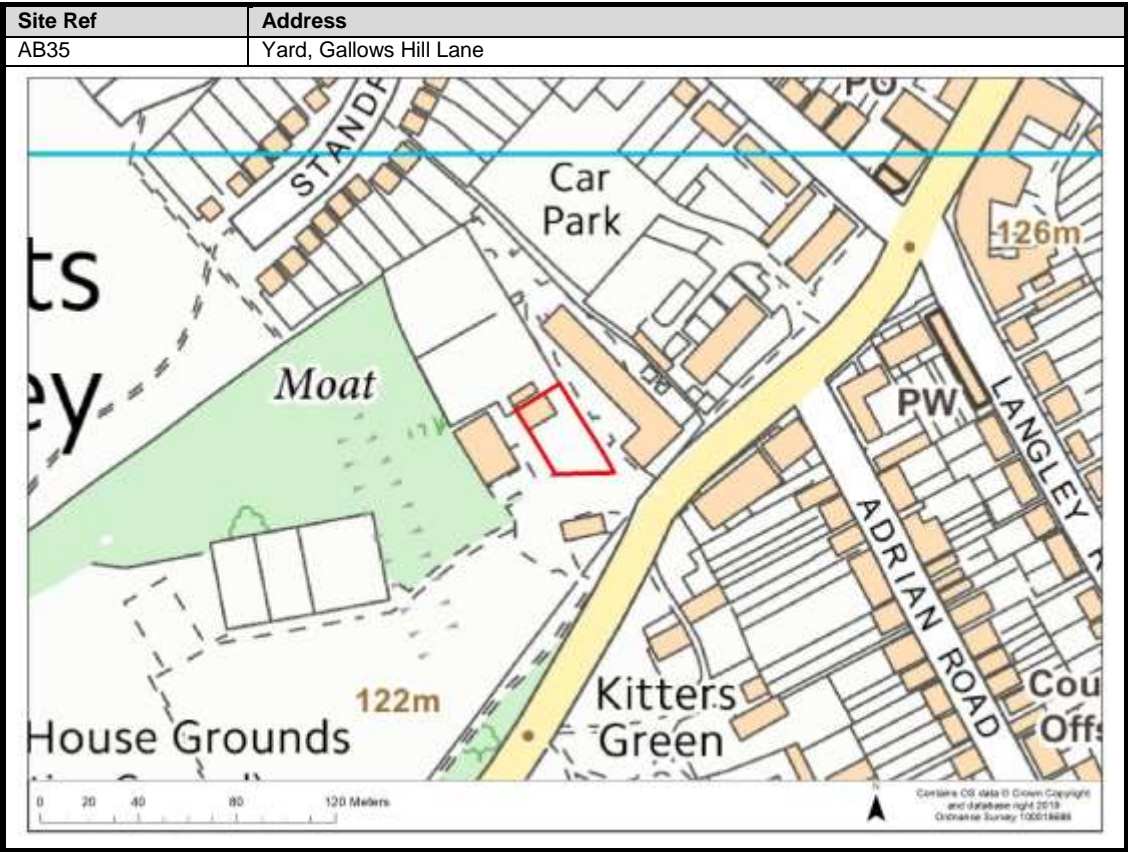 Site Ref
Address
AB35
Yard, Gallows Hill Lane
STANDF
PO
Car
Park
126m
ts
ey
Moat
PW
LANGLEY
ADRIAN ROAD
122m
Kitters
Green
Cou
Offs
House Grounds
0 20 40 80 120 Meters
N
Contains OS data © Crown Copyright
and database right 2019
Ordnance Survey 100018686